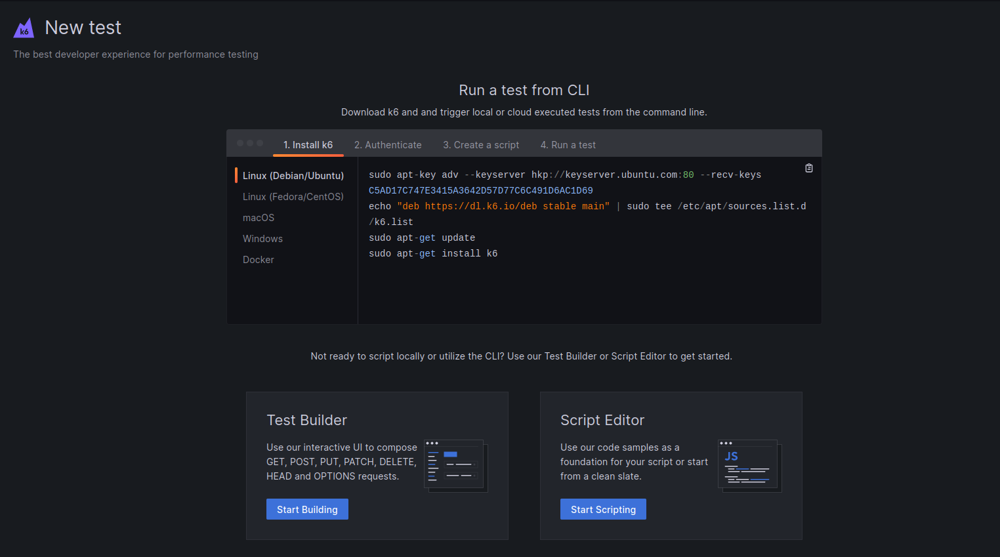 k6
New test
The best developer experience for performance testing
Run a test from CLI
Download k6 and and trigger local or cloud executed tests from the command line.
1. Install k6
2. Authenticate
3. Create a script
4. Run a test
Linux (Debian/Ubuntu)
Linux (Fedora/CentOS)
macOS
Windows
Docker
sudo apt-key adv --keyserver hkp://keyserver.ubuntu.com:80 --recv-keys
C5AD17C747E3415A3642D57D77C6C491D6AC1D69
echo "deb https://dl.k6.io/deb stable main" | sudo tee /etc/apt/sources.list.d
/k6.list
sudo apt-get update
sudo apt-get install k6
Not ready to script locally or utilize the CLI? Use our Test Builder or Script Editor to get started.
Test Builder
Use our interactive UI to compose
GET, POST, PUT, PATCH, DELETE,
HEAD and OPTIONS requests.
Start Building
Script Editor
Use our code samples as a
foundation for your script or start
from a clean slate.
JS
Start Scripting